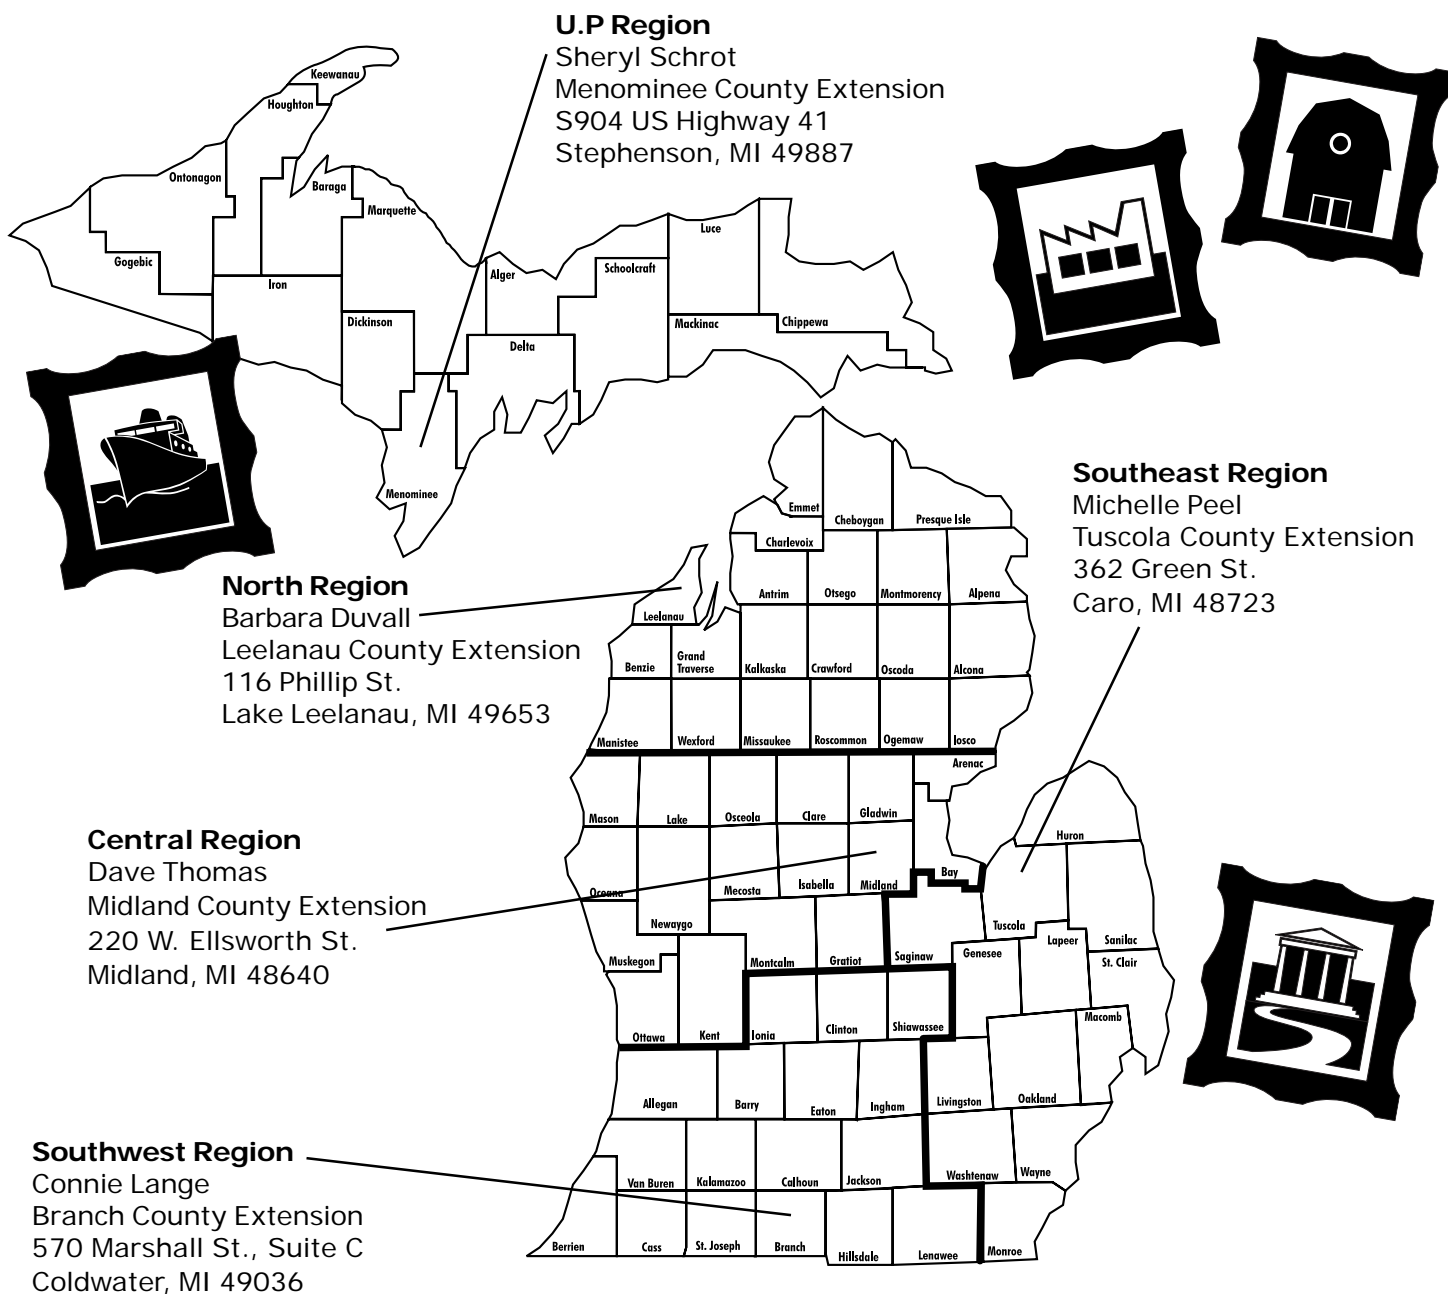 U.P Region
Sheryl Schrot
Menominee County Extension
S904 US Highway 41
Stephenson, MI 49887
Keewanau
Houghton
Ontonagon
Baraga
Marquette
Gogebic
Iron
Alger
Schoolcraft
Luce
Dickinson
Delta
Mackinac
Chippewa
Menominee
Southeast Region
Michelle Peel
Tuscola County Extension
362 Green St.
Caro, MI 48723
North Region
Barbara Duvall
Leelanau County Extension
116 Phillip St.
Lake Leelanau, MI 49653
Emmet
Cheboygan
Presque Isle
Charlevoix
Antrim
Otsego
Montmorency
Alpena
Leelanau
Benzie
Grand
Traverse
Kalkaska
Crawford
Oscoda
Alcona
Manistee
Wexford
Missaukee
Roscommon
Ogemaw
Iosco
Arenac
Mason
Lake
Osceola
Clare
Gladwin
Huron
Central Region
Dave Thomas
Midland County Extension
220 W. Ellsworth St.
Midland, MI 48640
Oceana
Newaygo
Mecosta
Isabella
Midland
Bay
Tuscola
Lapeer
Sanilac
Muskegon
Montcalm
Gratiot
Saginaw
Genesee
St. Clair
Ottawa
Kent
Ionia
Clinton
Shiawassee
Macomb
Allegan
Barry
Eaton
Ingham
Livingston
Oakland
Van Buren
Kalamazoo
Calhoun
Jackson
Washtenaw
Wayne
Berrien
Cass
St. Joseph
Branch
Hillsdale
Lenawee
Monroe
Southwest Region
Connie Lange
Branch County Extension
570 Marshall St., Suite C
Coldwater, MI 49036